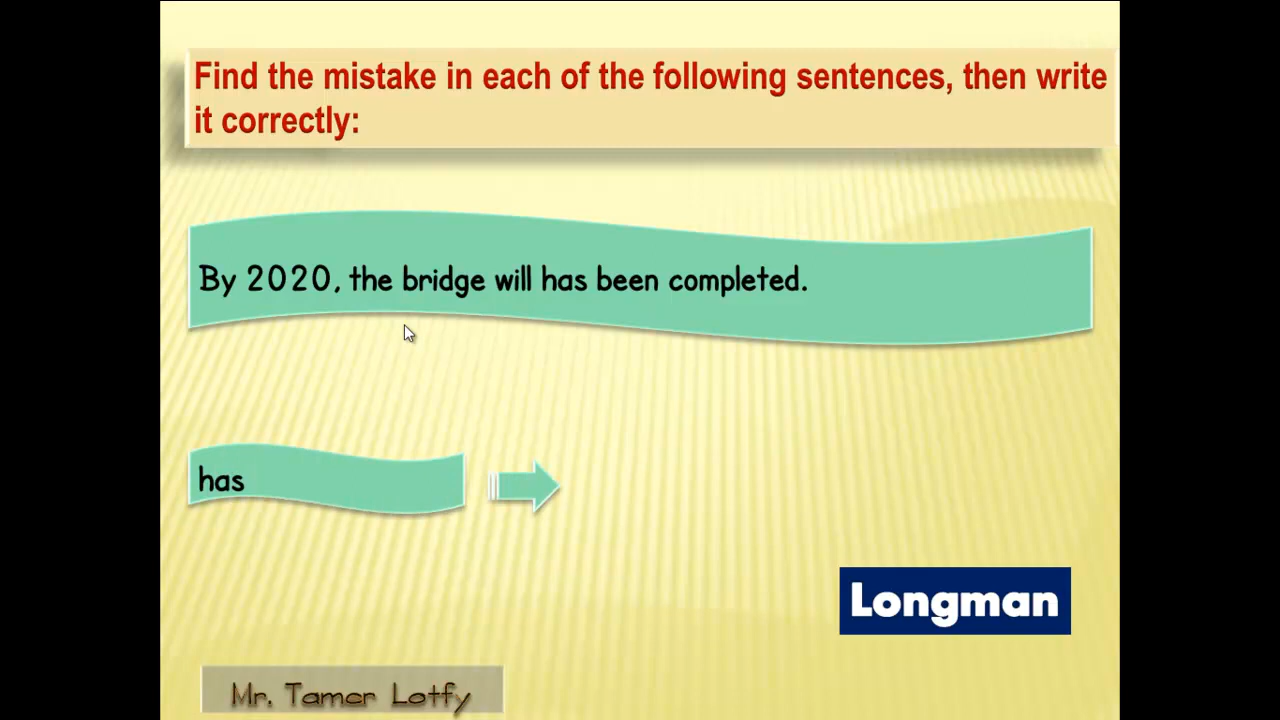 Find the mistake in each of the following sentences, then write
it correctly:
By 2020, the bridge will has been completed.
has
Longman
Mr. Tamer Lotfy